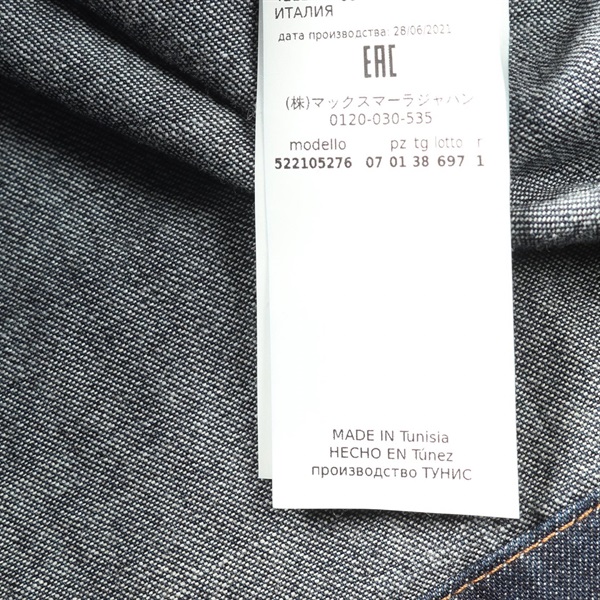 ИТАЛИЯ
дата производства: 28/06/2021
EAC
(株)マックスマーラジャパン
0120-030-535
modello pz tg lotto r
522105276 07 01 38 697 1
MADE IN Tunisia
HECHO EN Túnez
производство ТУНИС